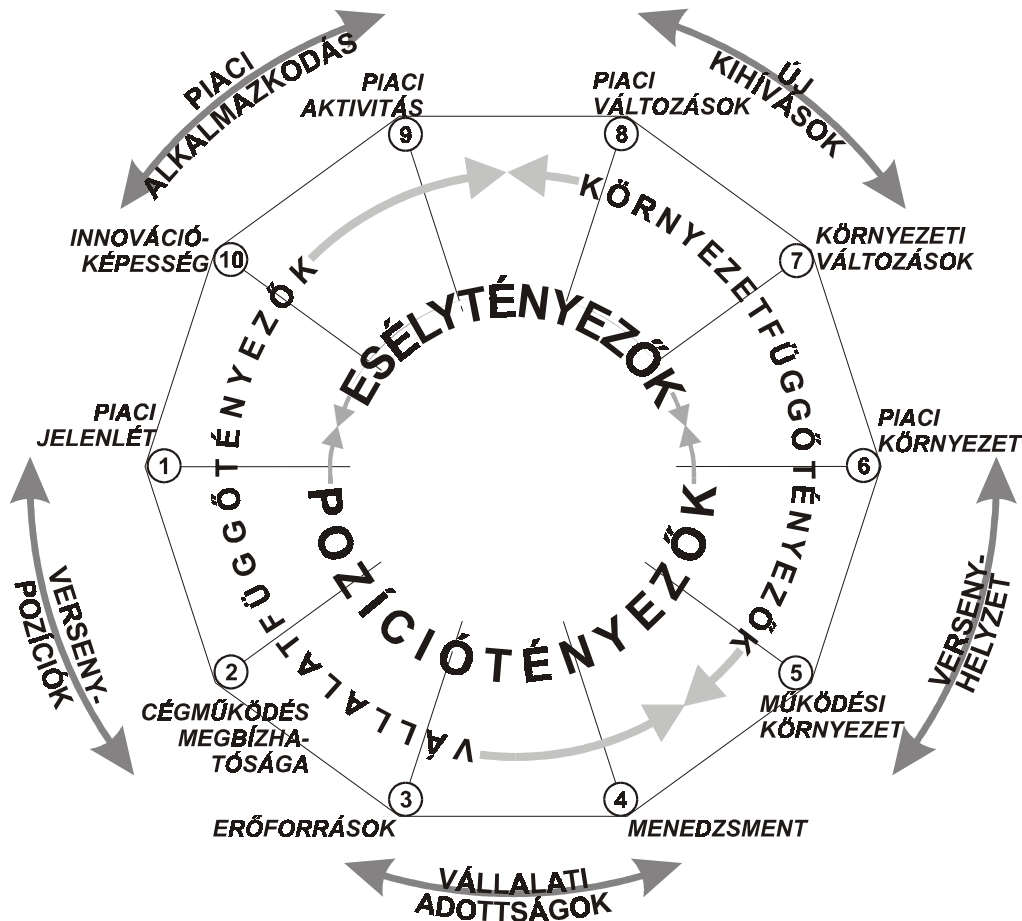 PIACI
ALKALMAZKODÁS
ÚJ
KIHÍVÁSOK
PIACI
AKTIVITÁS
9
PIACI
VÁLTOZÁSOK
8
INNOVÁCIÓ-
KÉPESSÉG
10
KÖRNYEZETI
VÁLTOZÁSOK
7
KÖRNYEZETFÜGGŐ TÉNYEZŐK
ESÉLYTÉNYEZŐK
PIACI
JELENLÉT
1
PIACI
KÖRNYEZET
6
VÁLLALATFÜGGŐ TÉNYEZŐK
POZÍCIÓTÉNYEZŐK
VERSENY-
POZÍCIÓK
VERSENY-
HELYZET
2
CÉGMŰKÖDÉS
MEGBÍZHA-
TÓSÁGA
5
MŰKÖDÉSI
KÖRNYEZET
3
ERŐFORRÁSOK
4
MENEDZSMENT
VÁLLALATI
ADOTTSÁGOK